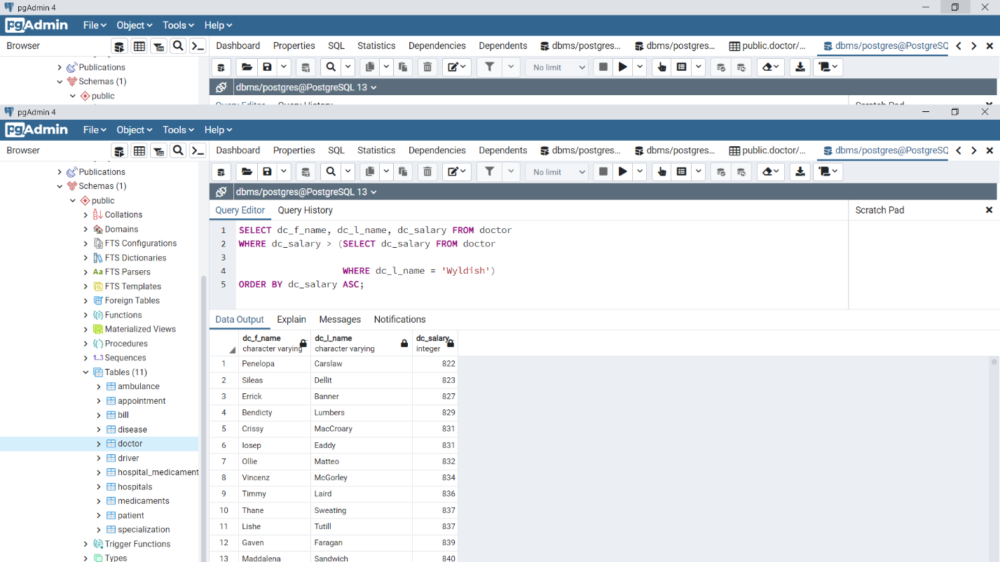 pgAdmin 4
pgAdmin File Object Tools Help
Browser Dashboard Properties SQL Statistics Dependencies Dependents dbms/postgres... dbms/postgres... public.doctor/... dbms/postgres@PostgreSQ
Publications No limit
Schemas (1)
public dbms/postgres@PostgreSQL 13
Query Editor Query History Scratch Pad
pgAdmin 4
pgAdmin File Object Tools Help
Browser Dashboard Properties SQL Statistics Dependencies Dependents dbms/postgres... dbms/postgres... public.doctor/... dbms/postgres@PostgreSQ
Publications No limit
Schemas (1)
dbms/postgres@PostgreSQL 13
public
Collations
Domains
FTS Configurations
FTS Dictionaries
Aa FTS Parsers
FTS Templates
Foreign Tables
Functions
Materialized Views
Procedures
1..3 Sequences
Tables (11)
ambulance
appointment
bill
disease
doctor
driver
hospital_medicament
hospitals
medicaments
patient
specialization
Trigger Functions
Types
Query Editor Query History Scratch Pad
1 SELECT dc_f_name, dc_l_name, dc_salary FROM doctor
2 WHERE dc_salary > (SELECT dc_salary FROM doctor
3
4 WHERE dc_l_name = 'Wyldish')
5 ORDER BY dc_salary ASC;
Data Output Explain Messages Notifications
dc_f_name dc_l_name dc_salary
character varying character varying integer
1 Penelopa Carslaw 822
2 Sileas Dellit 823
3 Errick Banner 827
4 Bendicty Lumbers 829
5 Crissy MacCroary 831
6 Iosep Eaddy 831
7 Ollie Matteo 832
8 Vincenz McGorley 834
9 Timmy Laird 836
10 Thane Sweating 837
11 Lishe Tutill 837
12 Gaven Faragan 839
13 Maddalena Sandwich 840